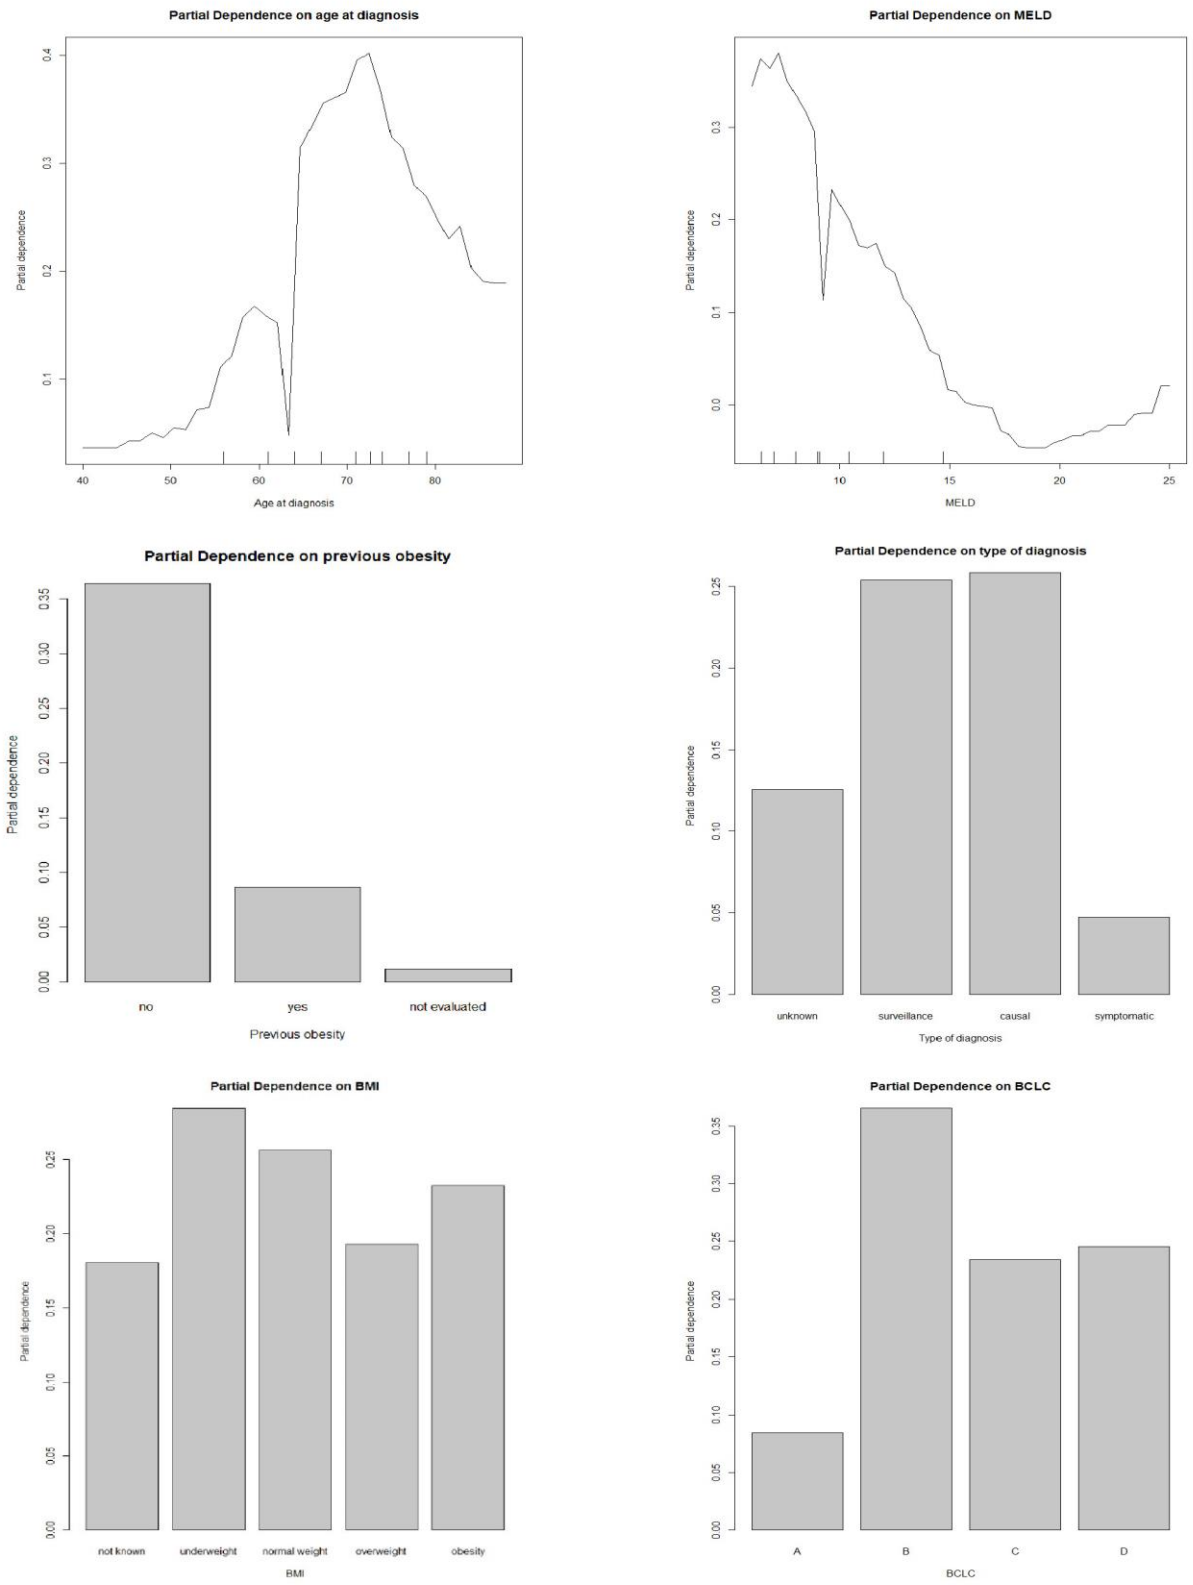 Partial Dependence on age at diagnosis
Partial dependence
0.4
0.3
0.2
0.1
40 50 60 70 80
Age at diagnosis
Partial Dependence on MELD
Partial dependence
0.3
0.2
0.1
0.0
10 15 20 25
MELD
Partial Dependence on previous obesity
Partial dependence
0.35
0.30
0.25
0.20
0.15
0.10
0.05
0.00
no yes not evaluated
Previous obesity
Partial Dependence on type of diagnosis
Partial dependence
0.25
0.20
0.15
0.10
0.05
0.00
unknown surveillance causal symptomatic
Type of diagnosis
Partial Dependence on BMI
Partial dependence
0.25
0.20
0.15
0.10
0.05
0.00
not known underweight normal weight overweight obesity
BMI
Partial Dependence on BCLC
Partial dependence
0.35
0.30
0.25
0.20
0.15
0.10
0.05
0.00
A B C D
BCLC